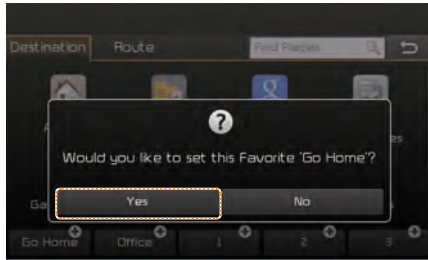 Destination Route Find Places
Would you like to set this Favorite 'Go Home'?
Yes No
Go Home Office 1 2 3